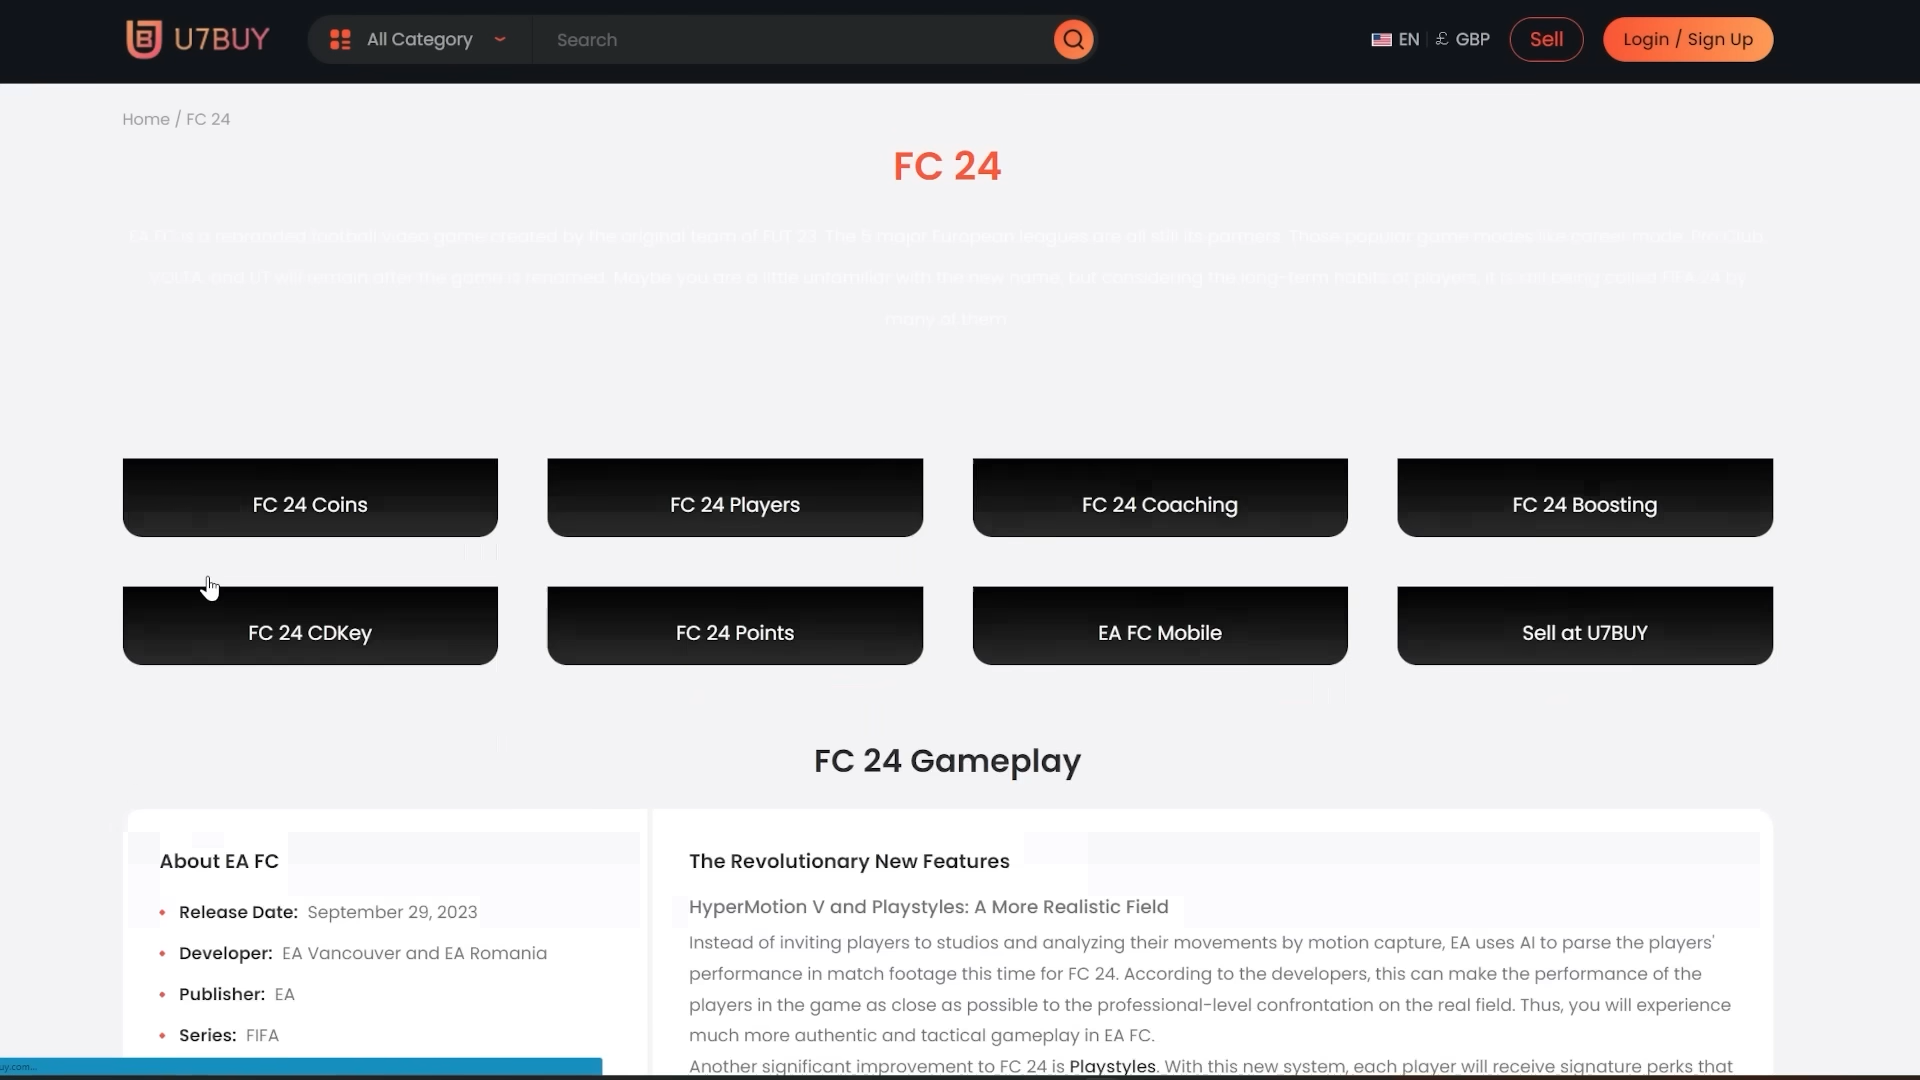 U7BUY
All Category
Search
EN
£ GBP
Sell
Login / Sign Up
Home / FC 24
FC 24
many of them.
FC 24 Coins
FC 24 Players
FC 24 Coaching
FC 24 Boosting
FC 24 CDKey
FC 24 Points
EA FC Mobile
Sell at U7BUY
FC 24 Gameplay
About EA FC
• Release Date: September 29, 2023
• Developer: EA Vancouver and EA Romania
• Publisher: EA
• Series: FIFA
The Revolutionary New Features
HyperMotion V and Playstyles: A More Realistic Field
Instead of inviting players to studios and analyzing their movements by motion capture, EA uses AI to parse the players'
performance in match footage this time for FC 24. According to the developers, this can make the performance of the
players in the game as close as possible to the professional-level confrontation on the real field. Thus, you will experience
much more authentic and tactical gameplay in EA FC.
Another significant improvement to FC 24 is Playstyles. With this new system, each player will receive signature perks that
uy.com...